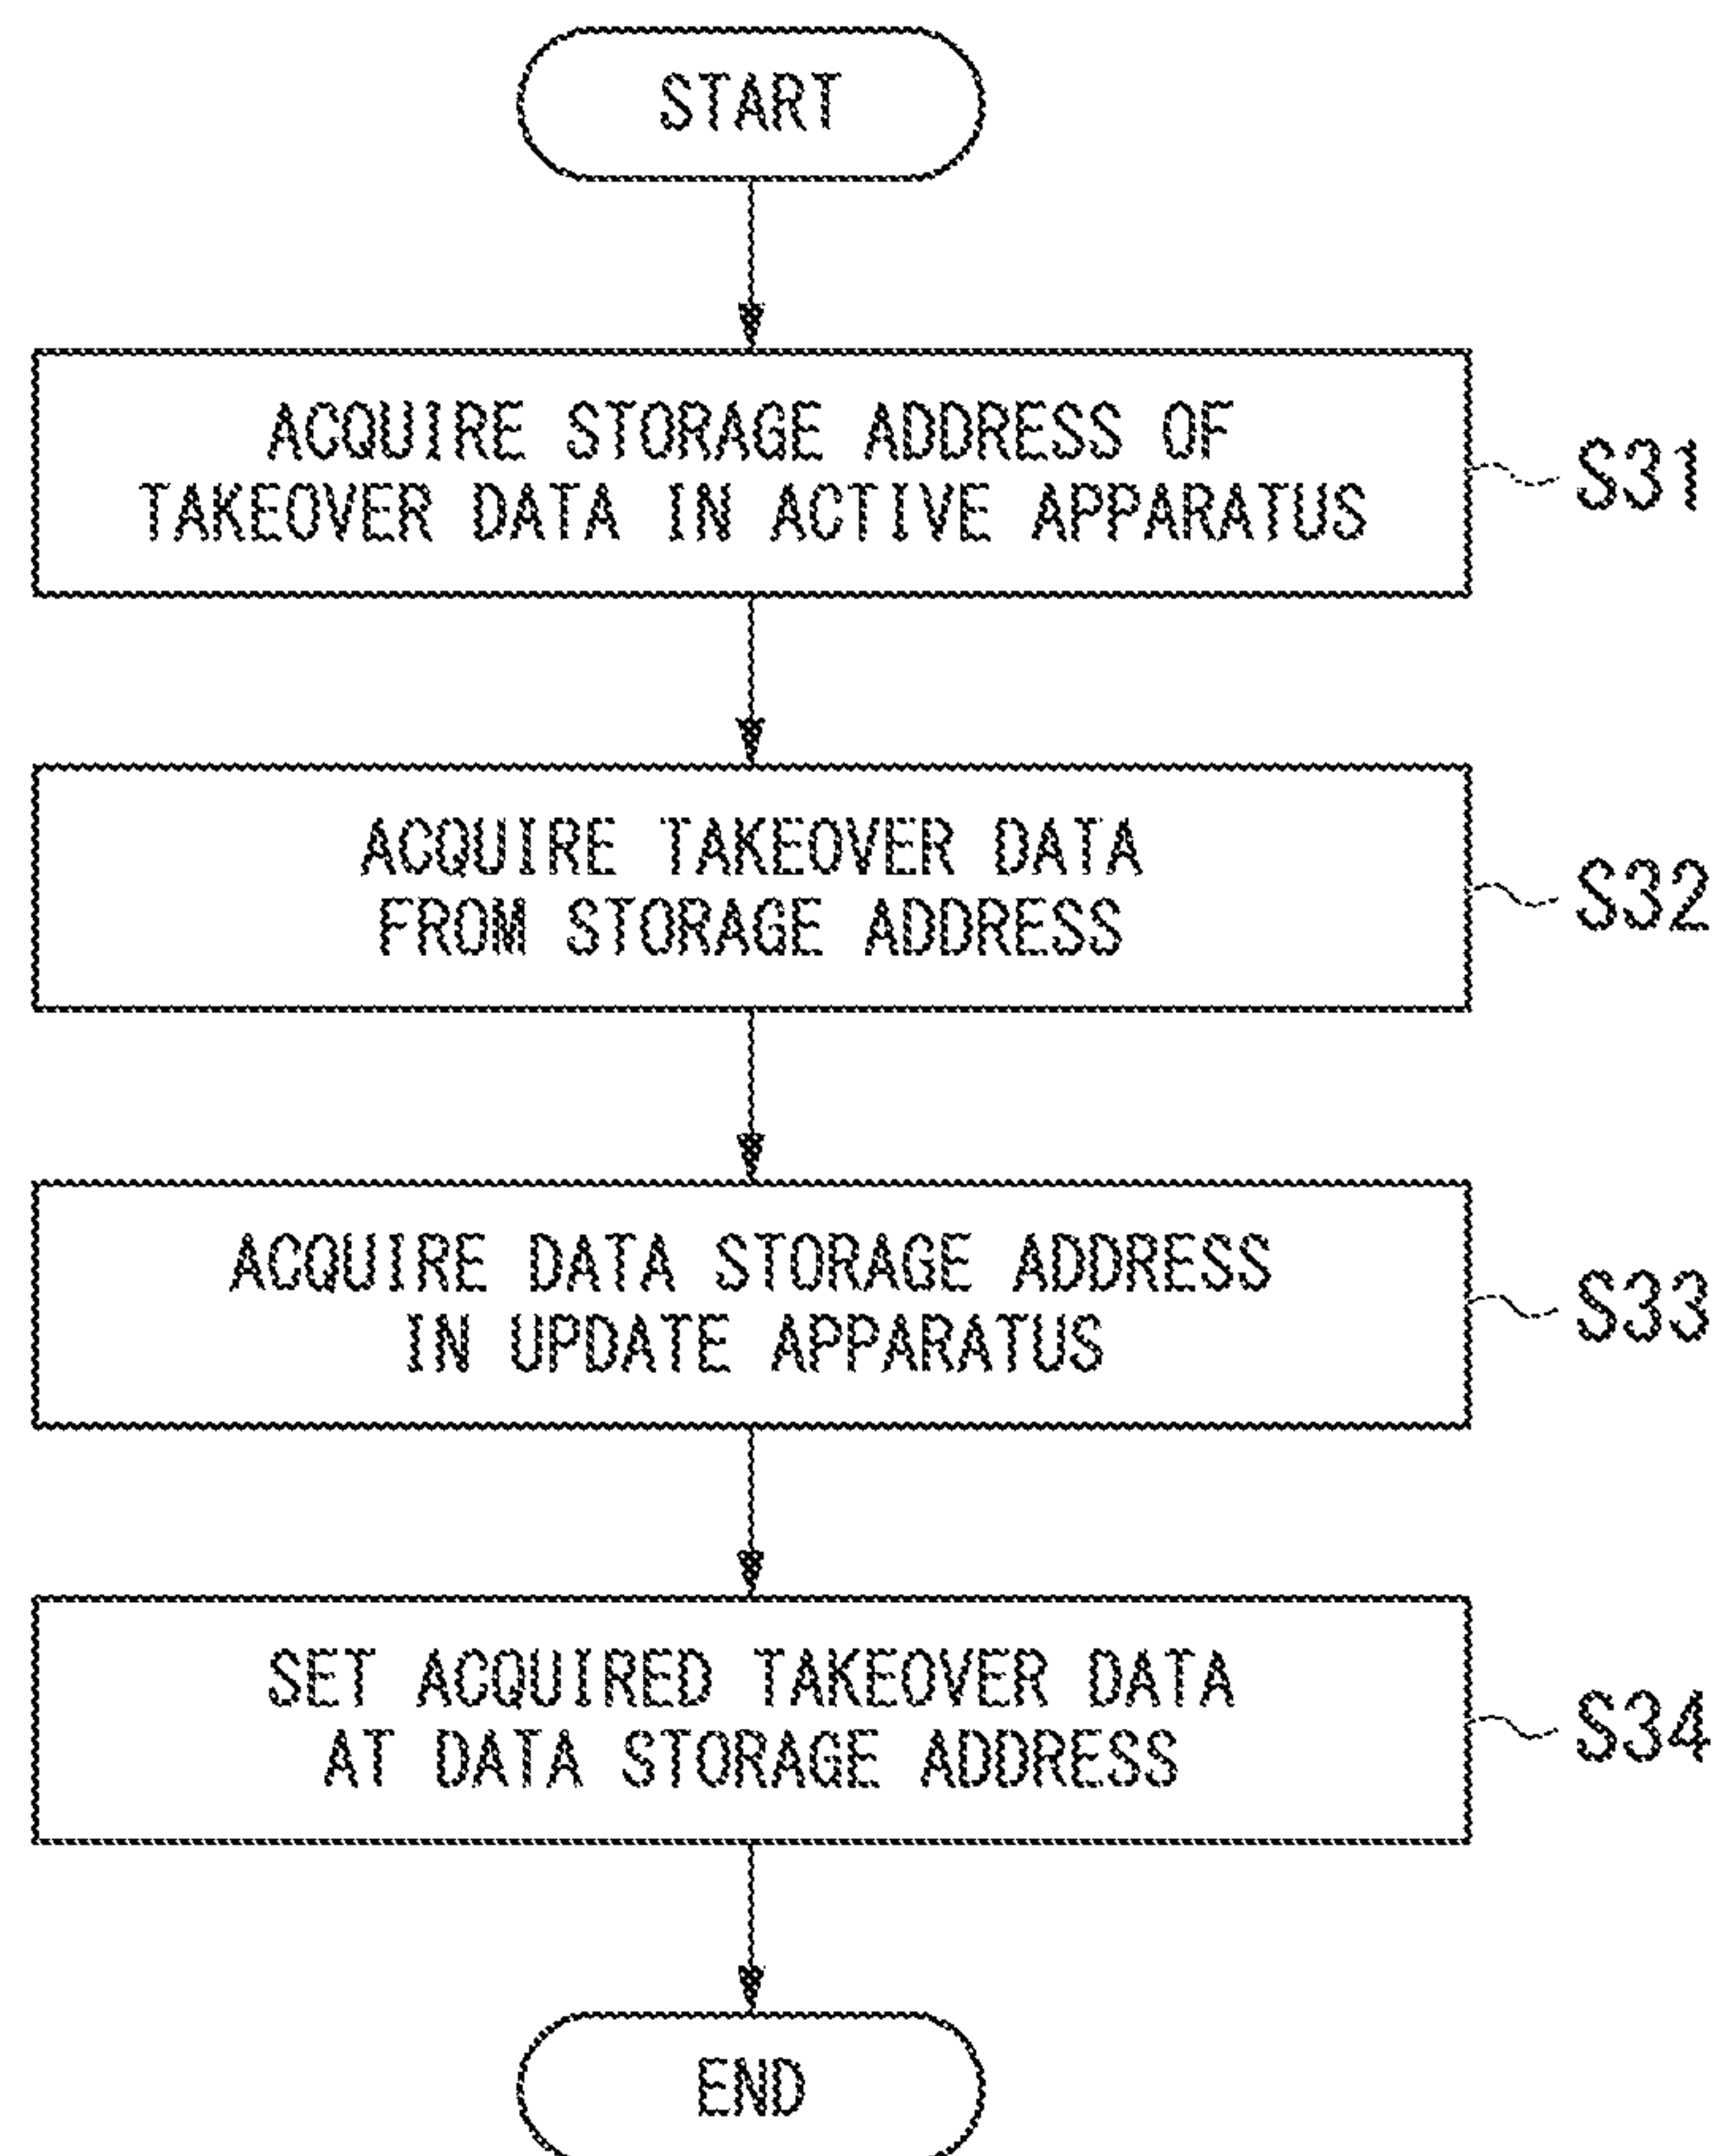 START
ACQUIRE STORAGE ADDRESS OF
TAKEOVER DATA IN ACTIVE APPARATUS
S31
ACQUIRE TAKEOVER DATA
FROM STORAGE ADDRESS
S32
ACQUIRE DATA STORAGE ADDRESS
IN UPDATE APPARATUS
S33
SET ACQUIRED TAKEOVER DATA
AT DATA STORAGE ADDRESS
S34
END